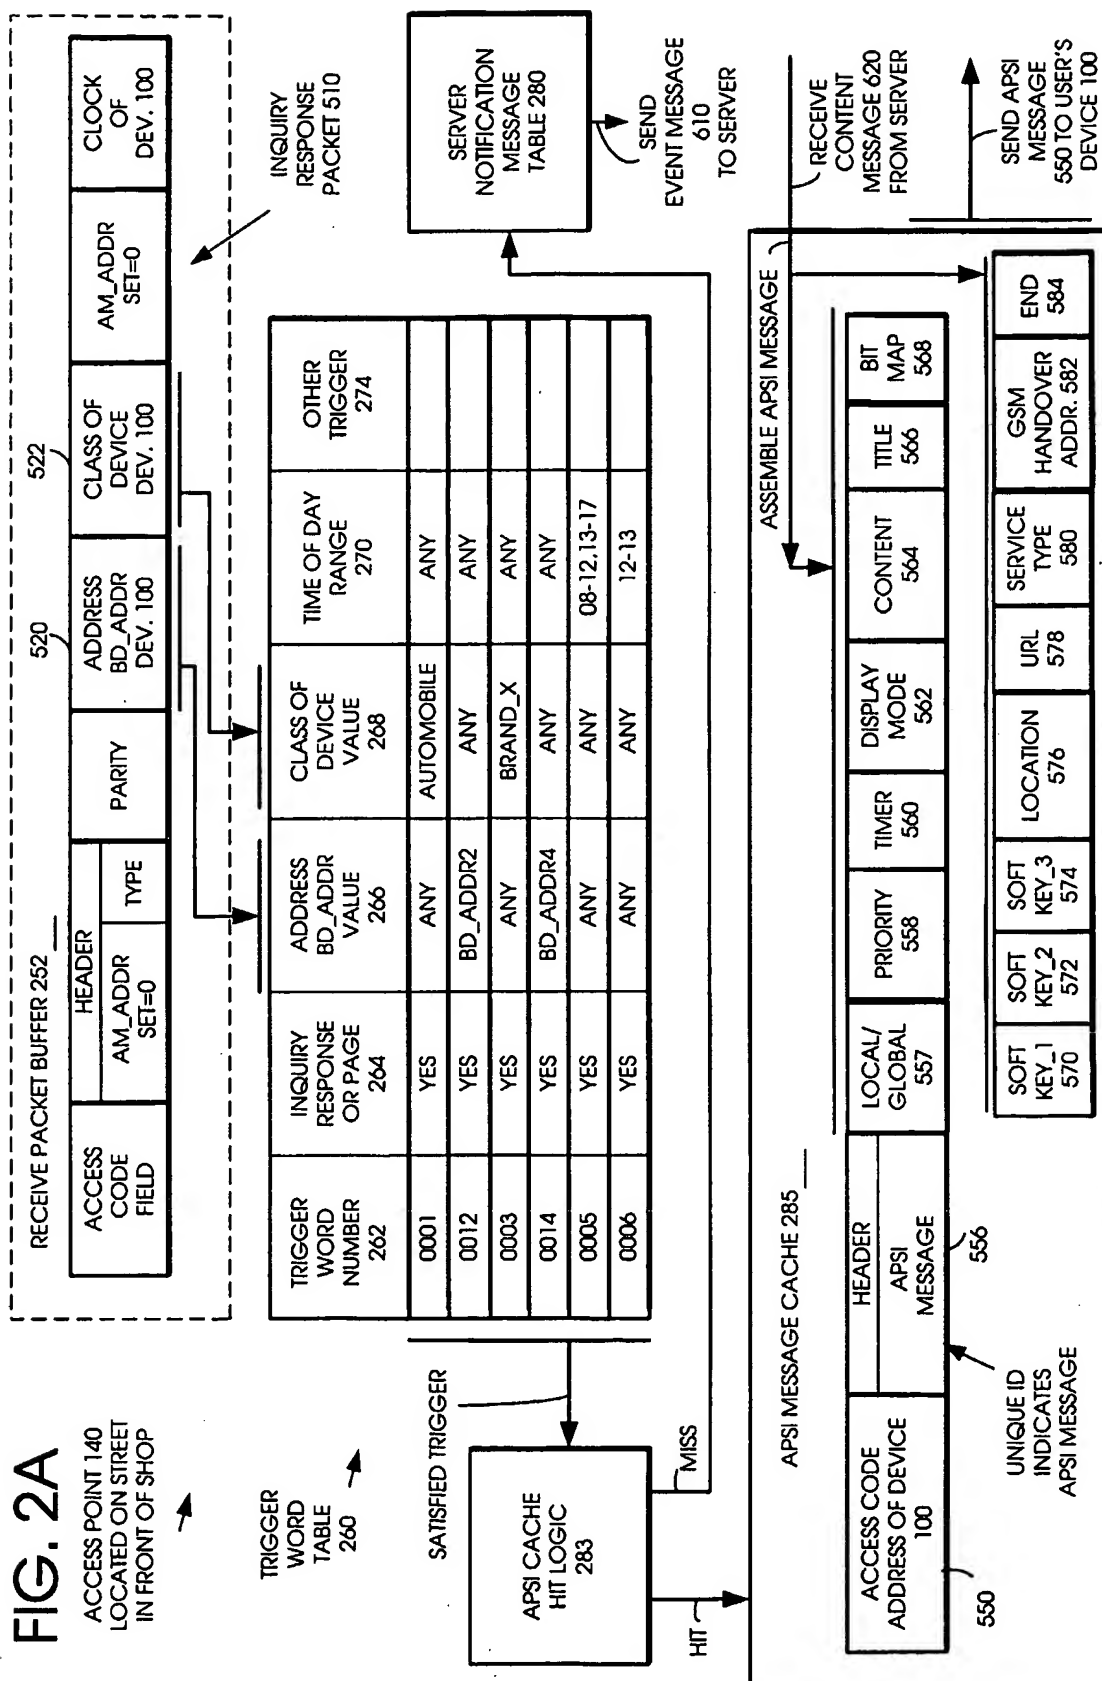 FIG. 2A
ACCESS POINT 140
LOCATED ON STREET
IN FRONT OF SHOP
RECEIVE PACKET BUFFER 252
ACCESS
CODE
FIELD
HEADER
AM_ADDR
SET=0
TYPE
PARITY
520
ADDRESS
BD_ADDR
DEV. 100
522
CLASS OF
DEVICE
DEV. 100
AM_ADDR
SET=0
CLOCK
OF
DEV. 100
INQUIRY
RESPONSE
PACKET 510
TRIGGER
WORD
TABLE
260
TRIGGER
WORD
NUMBER
262
INQUIRY
RESPONSE
OR PAGE
264
ADDRESS
BD_ADDR
VALUE
266
CLASS OF
DEVICE
VALUE
268
TIME OF DAY
RANGE
270
OTHER
TRIGGER
274
0001 YES ANY AUTOMOBILE ANY
0012 YES BD_ADDR2 ANY ANY
0003 YES ANY BRAND_X ANY
0014 YES BD_ADDR4 ANY ANY
0005 YES ANY ANY 08-12,13-17
0006 YES ANY ANY 12-13
SATISFIED TRIGGER
APSI CACHE
HIT LOGIC
283
MISS
HIT
SERVER
NOTIFICATION
MESSAGE
TABLE 280
SEND
EVENT MESSAGE
610
TO SERVER
RECEIVE
CONTENT
MESSAGE 620
FROM SERVER
ASSEMBLE APSI MESSAGE
SEND APSI
MESSAGE
550 TO USER'S
DEVICE 100
APSI MESSAGE CACHE 285
ACCESS CODE
ADDRESS OF DEVICE
100
550
HEADER
APSI
MESSAGE
556
UNIQUE ID
INDICATES
APSI MESSAGE
LOCAL/
GLOBAL
557
PRIORITY
558
TIMER
560
DISPLAY
MODE
562
CONTENT
564
TITLE
566
BIT
MAP
568
SOFT
KEY_1
570
SOFT
KEY_2
572
SOFT
KEY_3
574
LOCATION
576
URL
578
SERVICE
TYPE
580
GSM
HANDOVER
ADDR. 582
END
584